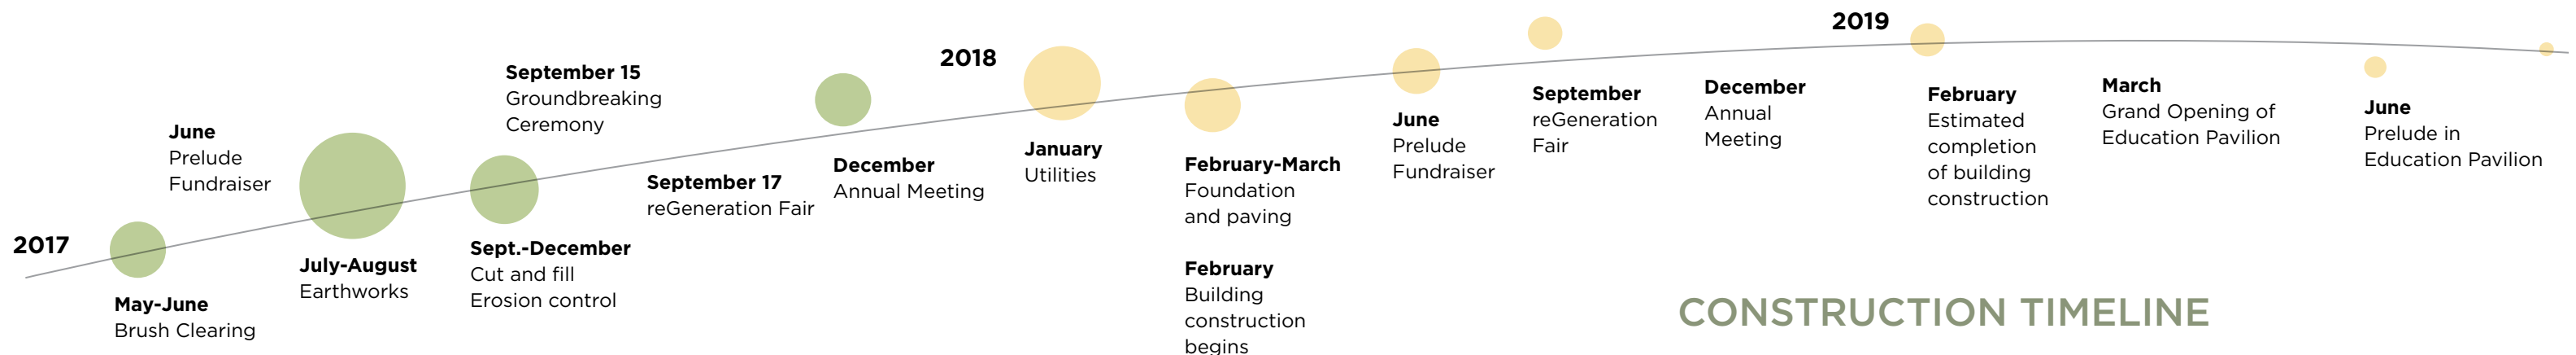 2017
May-June
Brush Clearing
June
Prelude
Fundraiser
July-August
Earthworks
September 15
Groundbreaking
Ceremony
Sept.-December
Cut and fill
Erosion control
September 17
reGeneration Fair
December
Annual Meeting
2018
January
Utilities
February-March
Foundation
and paving
February
Building
construction
begins
June
Prelude
Fundraiser
September
reGeneration
Fair
December
Annual
Meeting
2019
February
Estimated
completion
of building
construction
March
Grand Opening of
Education Pavilion
June
Prelude in
Education Pavilion
CONSTRUCTION TIMELINE